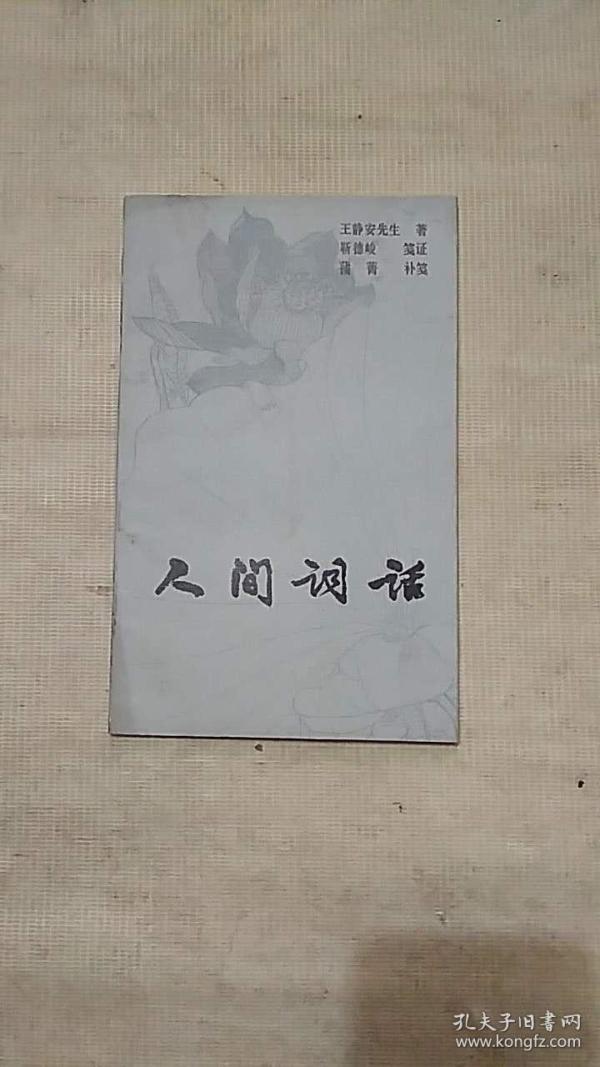 王静安先生 著
靳德峻 笺证
蒲菁 补笺
人间词话
孔夫子旧书网
www.kongfz.com